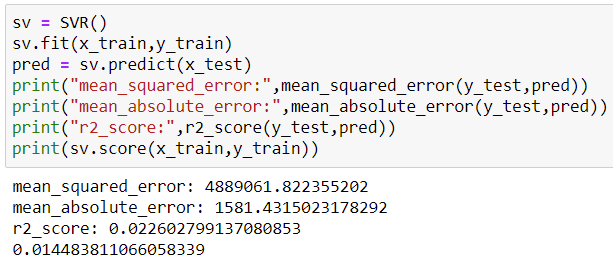 sv = SVR()
sv.fit(x_train,y_train)
pred = sv.predict(x_test)
print("mean_squared_error:",mean_squared_error(y_test,pred))
print("mean_absolute_error:",mean_absolute_error(y_test,pred))
print("r2_score:",r2_score(y_test,pred))
print(sv.score(x_train,y_train))
mean_squared_error: 4889061.822355202
mean_absolute_error: 1581.4315023178292
r2_score: 0.022602799137080853
0.014483811066058339